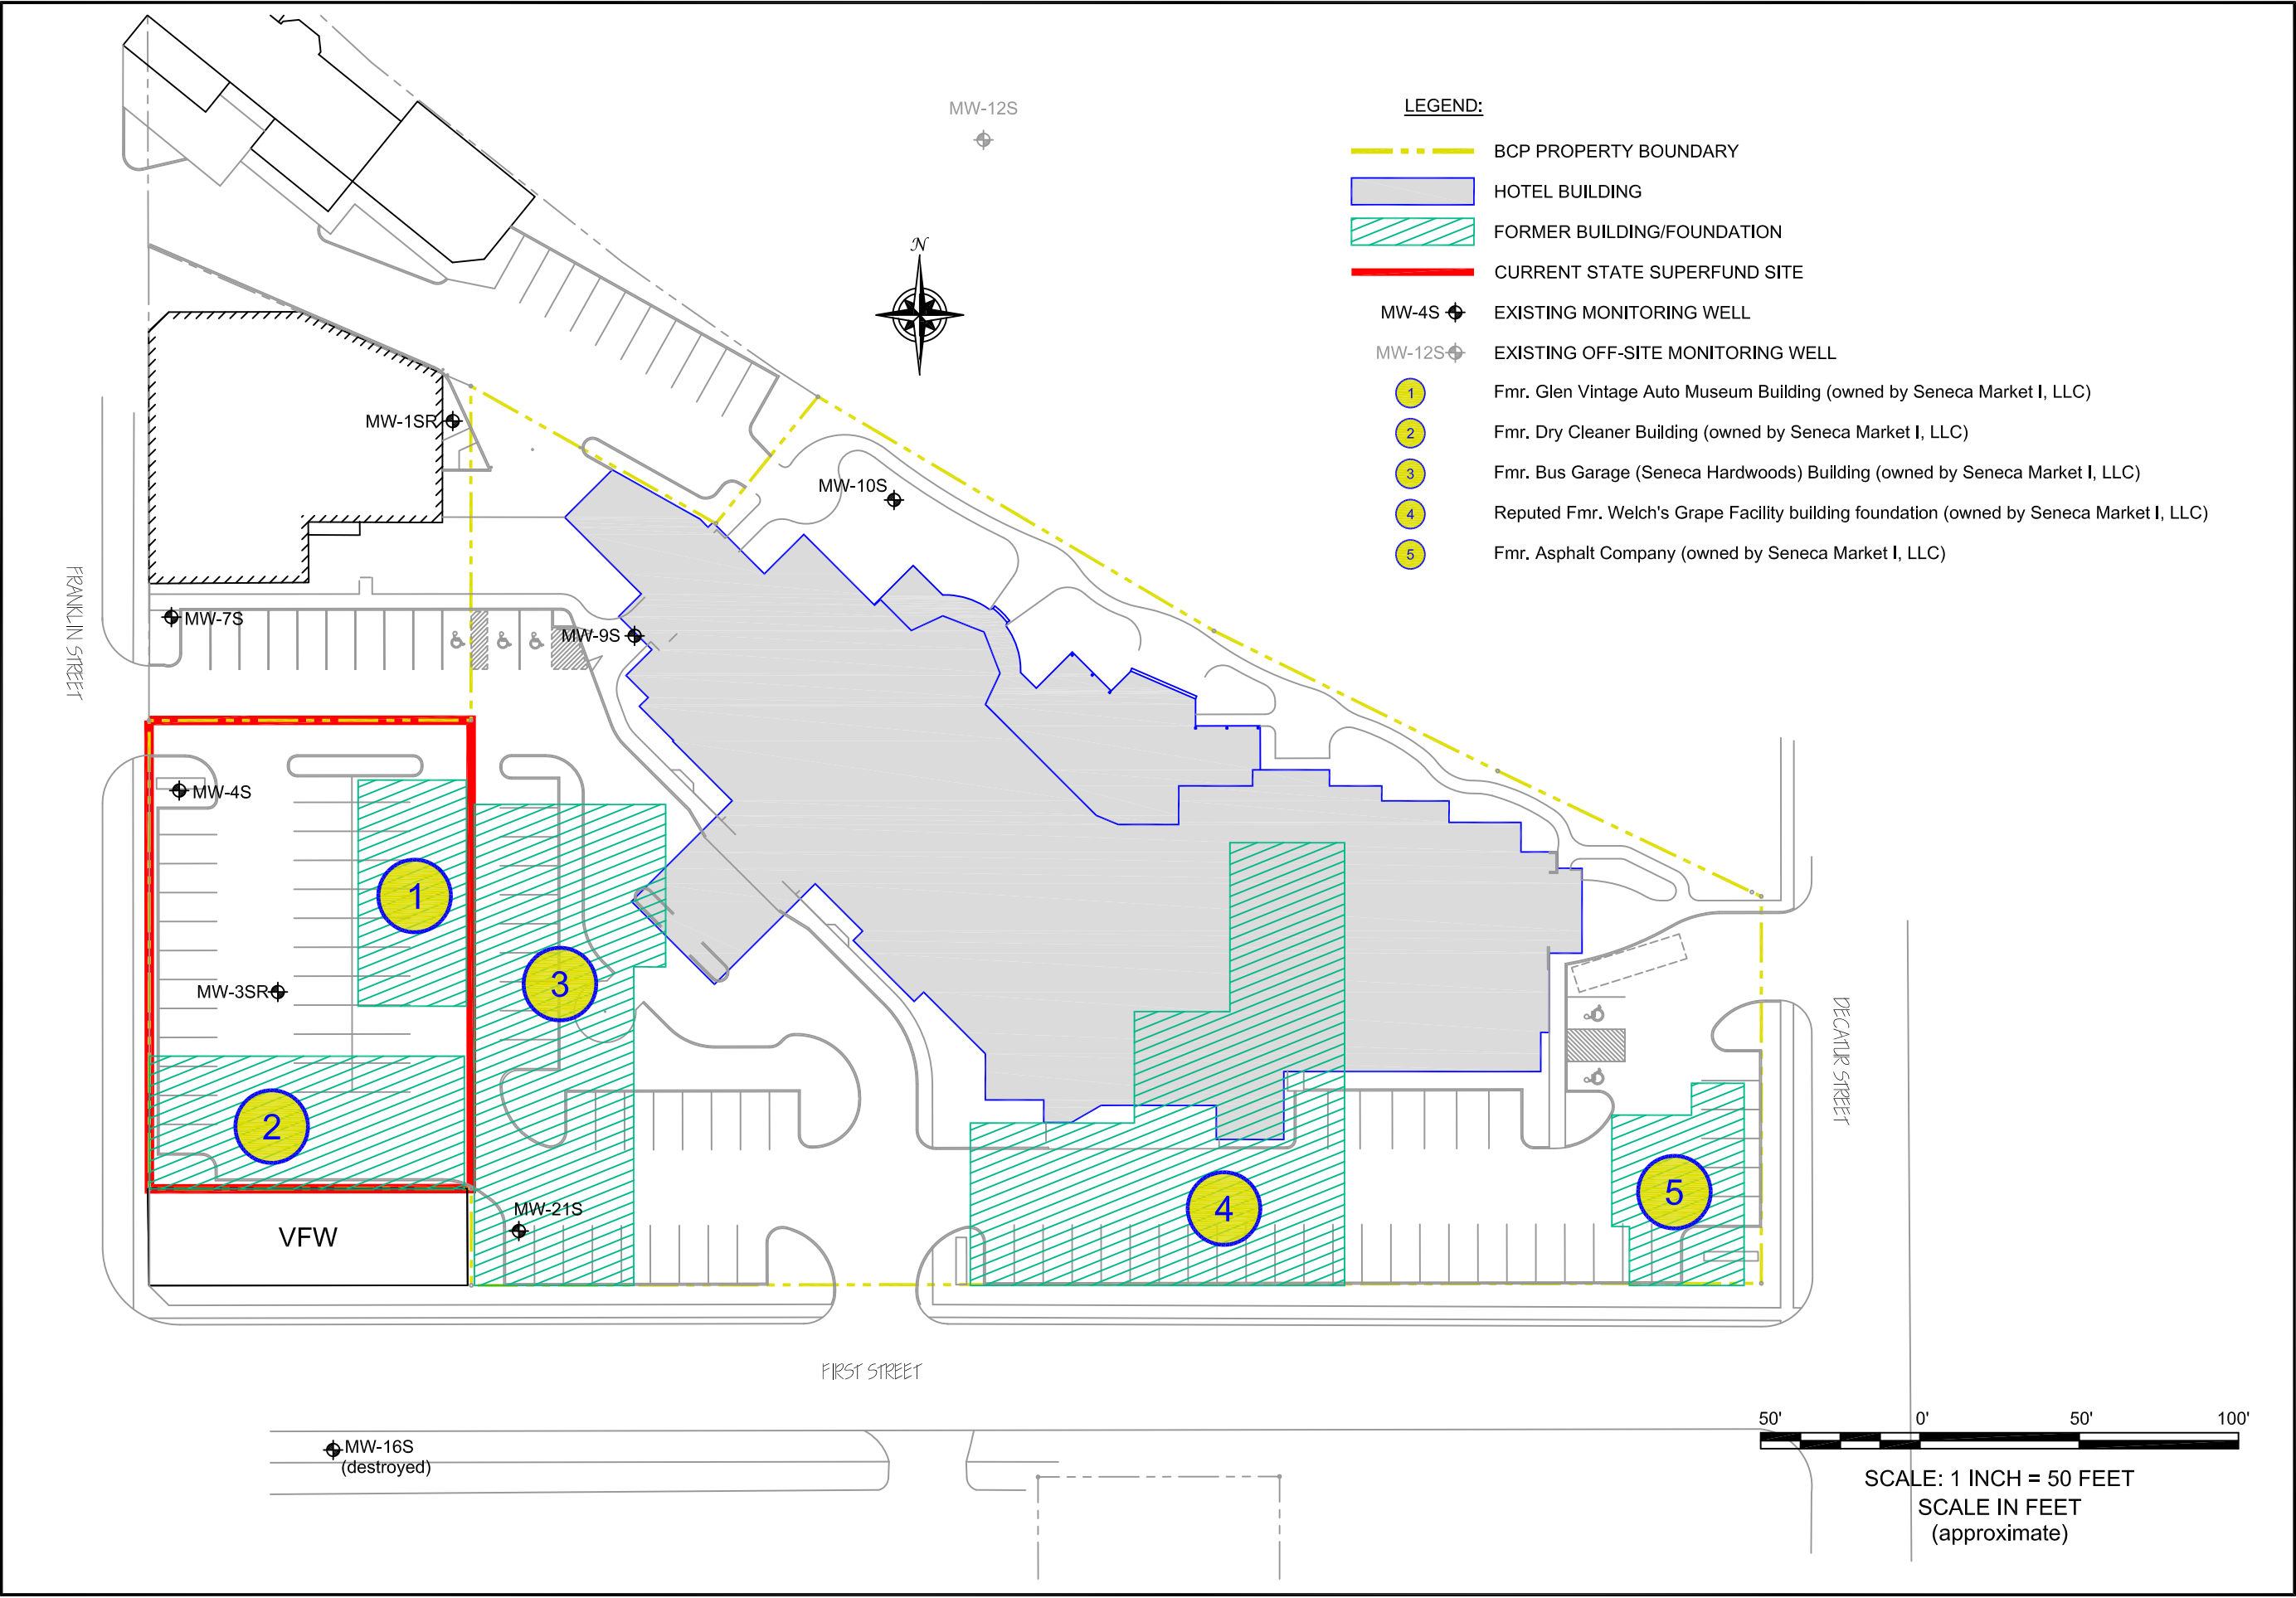 MW-12S
LEGEND:
BCP PROPERTY BOUNDARY
HOTEL BUILDING
FORMER BUILDING/FOUNDATION
CURRENT STATE SUPERFUND SITE
MW-4S EXISTING MONITORING WELL
MW-12S EXISTING OFF-SITE MONITORING WELL
1 Fmr. Glen Vintage Auto Museum Building (owned by Seneca Market I, LLC)
2 Fmr. Dry Cleaner Building (owned by Seneca Market I, LLC)
3 Fmr. Bus Garage (Seneca Hardwoods) Building (owned by Seneca Market I, LLC)
4 Reputed Fmr. Welch's Grape Facility building foundation (owned by Seneca Market I, LLC)
5 Fmr. Asphalt Company (owned by Seneca Market I, LLC)
N
MW-1SR
MW-10S
FRANKLIN STREET
MW-7S
MW-9S
MW-4S
1
MW-3SR
3
2
MW-21S
VFW
4
5
DECATUR STREET
FIRST STREET
MW-16S
(destroyed)
50' 0' 50' 100'
SCALE: 1 INCH = 50 FEET
SCALE IN FEET
(approximate)